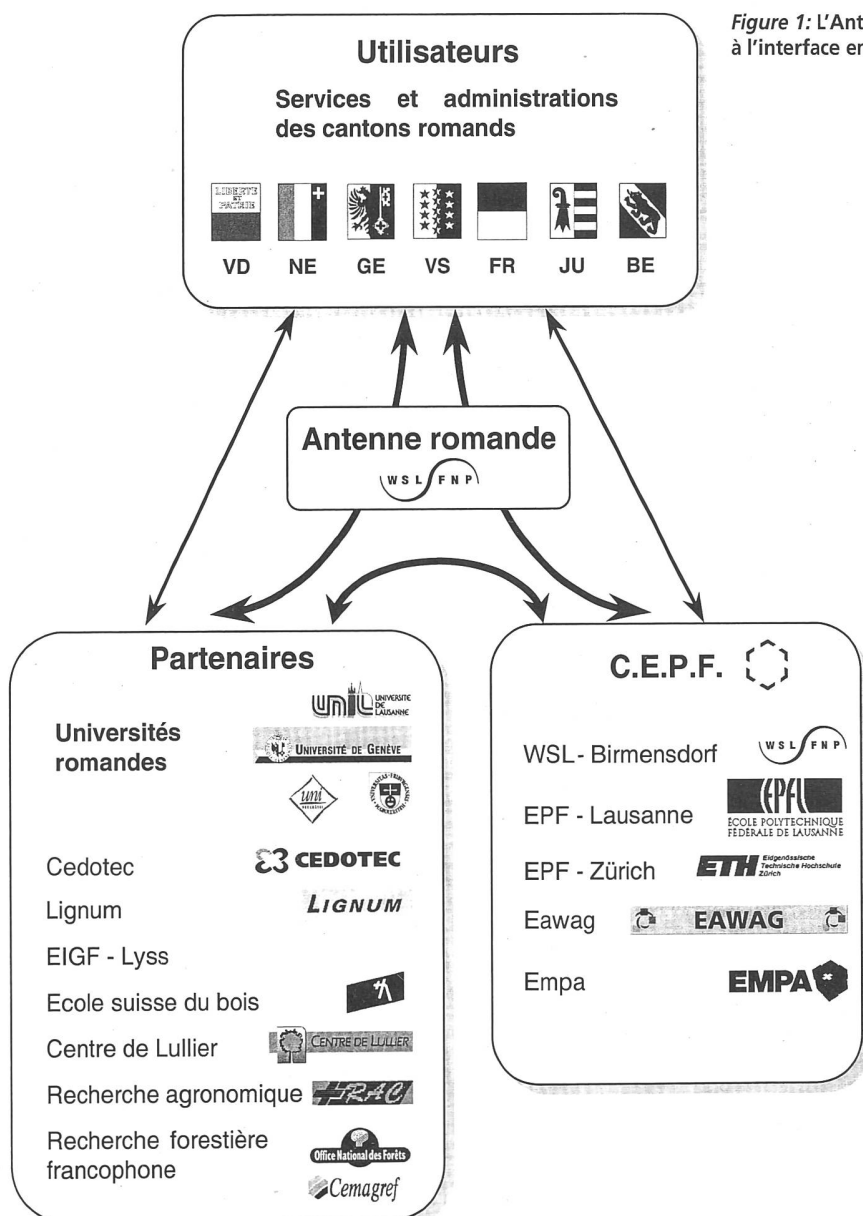 Figure 1: L'Ant
à l'interface en
Utilisateurs
Services et administrations
des cantons romands
LIBERTE
ET
PATRIE
VD NE GE VS FR JU BE
Antenne romande
WSL FNP
Partenaires
Universités
romandes
unil UNIVERSITE
DE
LAUSANNE
UNIVERSITÉ DE GENÈVE
uni
Cedotec
CEDOTEC
Lignum
LIGNUM
EIGF - Lyss
Ecole suisse du bois
Centre de Lullier
CENTRE DE LULLIER
Recherche agronomique
RAC
Recherche forestière
francophone
Office National des Forêts
Cemagref
C.E.P.F.
WSL - Birmensdorf
WSL FNP
EPF - Lausanne
EPFL
ÉCOLE POLYTECHNIQUE
FÉDÉRALE DE LAUSANNE
EPF - Zürich
ETH Eidgenössische
Technische Hochschule
Zürich
Eawag
EAWAG
Empa
EMPA